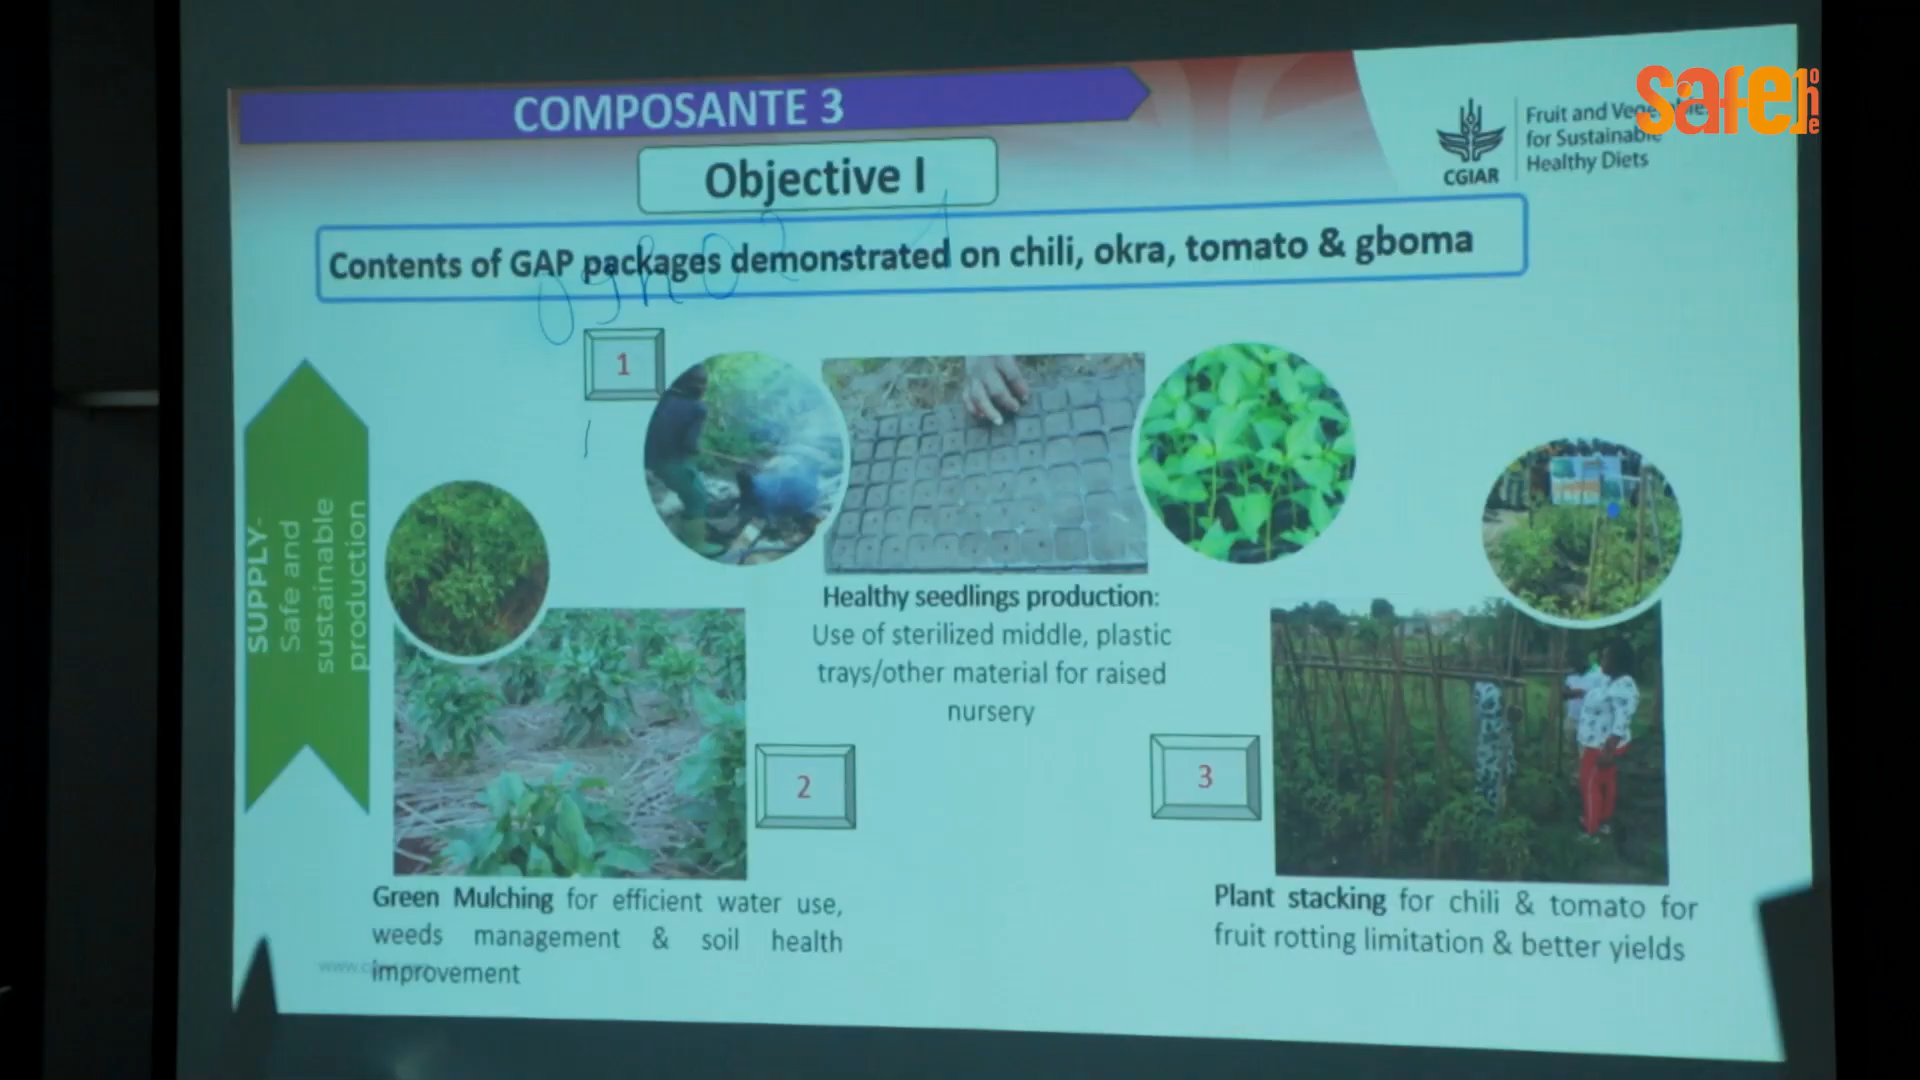 COMPOSANTE 3
Objective I
Contents of GAP packages demonstrated on chili, okra, tomato & gboma
CGIAR
Fruit and
for Sustainable
Healthy Diets
safe
one
SUPPLY-
Safe and
sustainable
production
1
Healthy seedlings production:
Use of sterilized middle, plastic
trays/other material for raised
nursery
2
Green Mulching for efficient water use,
weeds management & soil health
improvement
3
Plant stacking for chili & tomato for
fruit rotting limitation & better yields